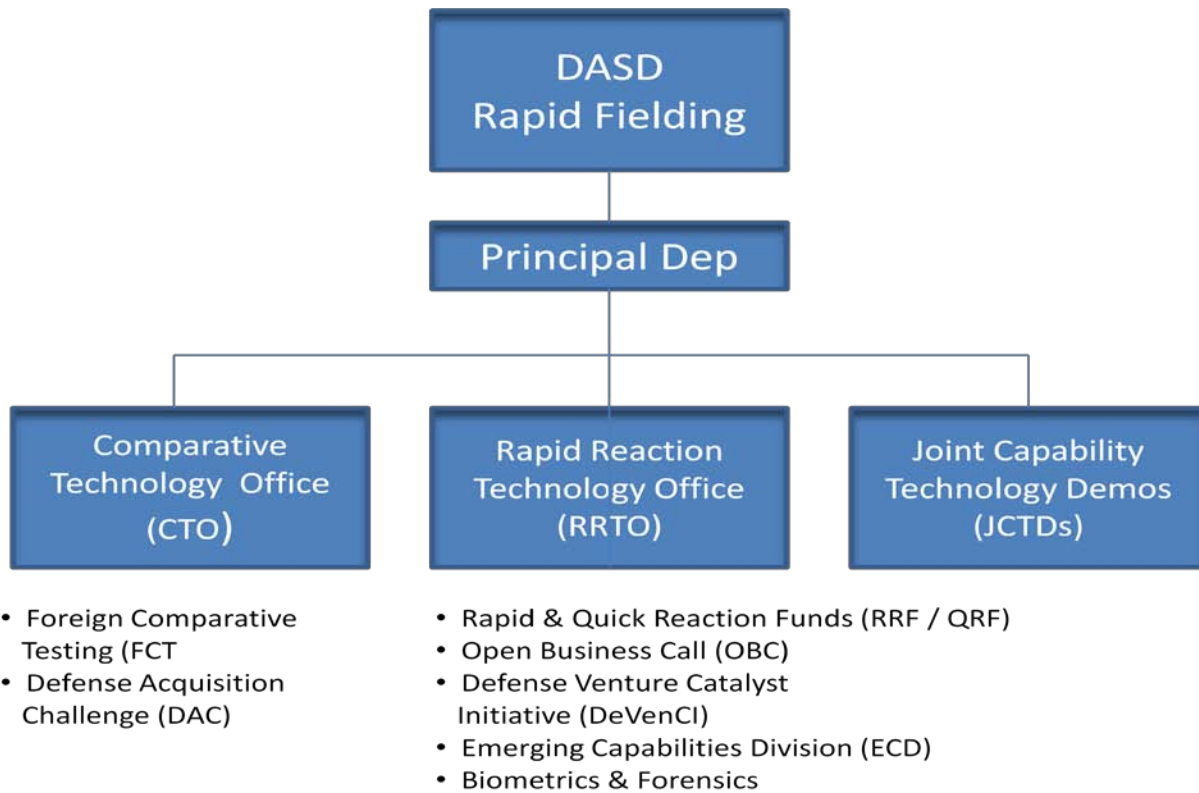 DASD
Rapid Fielding
Principal Dep
Comparative
Technology Office
(CTO)
Rapid Reaction
Technology Office
(RRTO)
Joint Capability
Technology Demos
(JCTDs)
• Foreign Comparative
Testing (FCT
• Defense Acquisition
Challenge (DAC)
• Rapid & Quick Reaction Funds (RRF / QRF)
• Open Business Call (OBC)
• Defense Venture Catalyst
Initiative (DeVenCI)
• Emerging Capabilities Division (ECD)
• Biometrics & Forensics